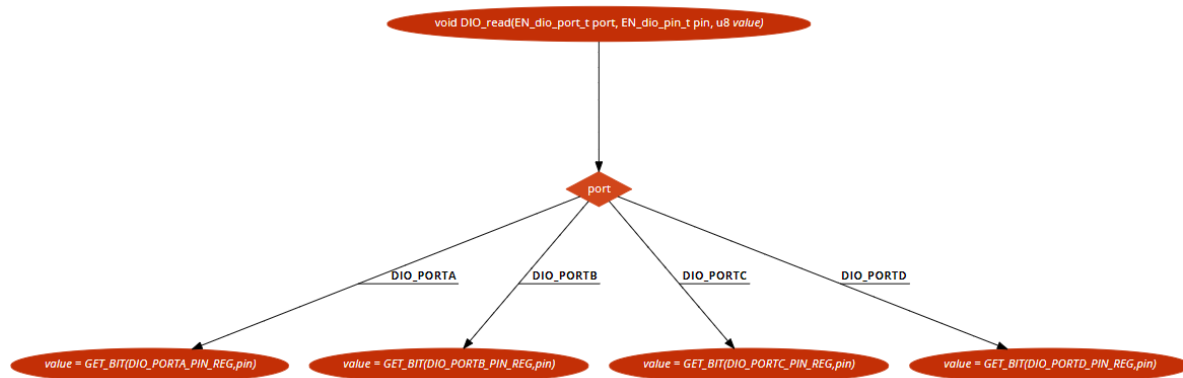 void DIO_read(EN_dio_port_t port, EN_dio_pin_t pin, u8 value)
port
DIO_PORTA
DIO_PORTB
DIO_PORTC
DIO_PORTD
value = GET_BIT(DIO_PORTA_PIN_REG,pin)
value = GET_BIT(DIO_PORTB_PIN_REG,pin)
value = GET_BIT(DIO_PORTC_PIN_REG,pin)
value = GET_BIT(DIO_PORTD_PIN_REG,pin)